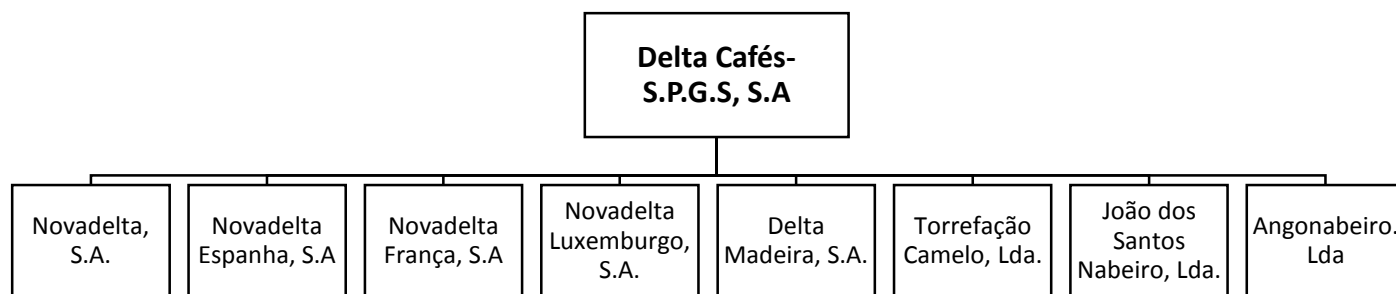 Delta Cafés-
S.P.G.S, S.A
Novadelta,
S.A.
Novadelta
Espanha, S.A
Novadelta
França, S.A
Novadelta
Luxemburgo,
S.A.
Delta
Madeira, S.A.
Torrefação
Camelo, Lda.
João dos
Santos
Nabeiro, Lda.
Angonabeiro.
Lda